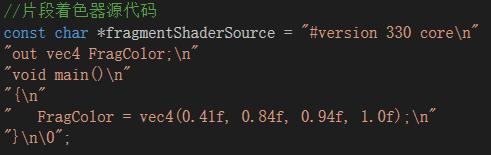 //片段着色器源代码
const char *fragmentShaderSource = "#version 330 core\n"
"out vec4 FragColor;\n"
"void main()\n"
"{\n"
"   FragColor = vec4(0.41f, 0.84f, 0.94f, 1.0f);\n"
"}\n\0";